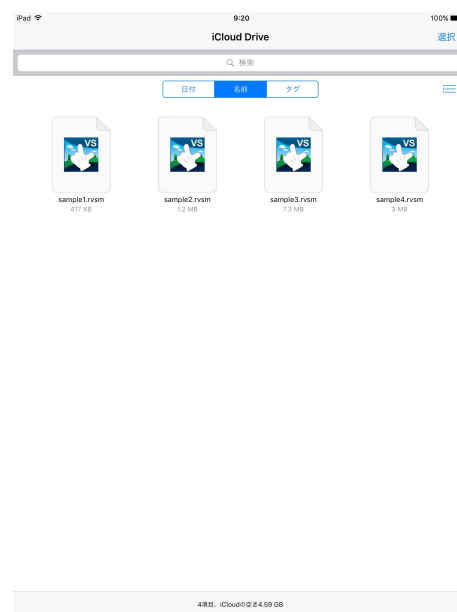 iPad 9:20 100%
iCloud Drive 選択
検索
日付 名前 タグ
VS VS VS VS
sample1.rvsm sample2.rvsm sample3.rvsm sample4.rvsm
417 KB 1.2 MB 7.3 MB 3 MB
4項目、iCloudの空き4.59 GB